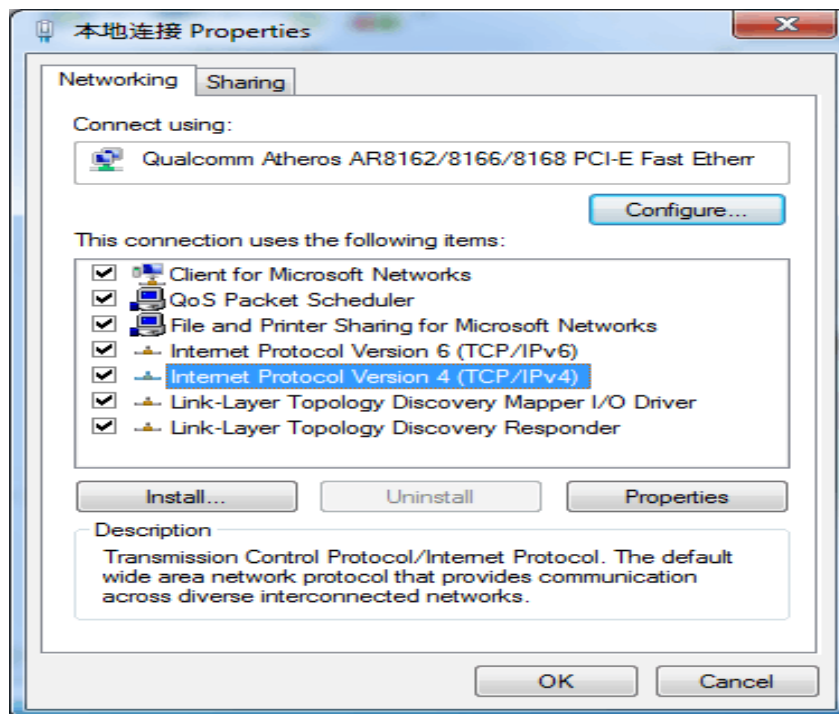 本地连接 Properties
Networking
Sharing
Connect using:
Qualcomm Atheros AR8162/8166/8168 PCI-E Fast Etherr
Configure...
This connection uses the following items:
Client for Microsoft Networks
QoS Packet Scheduler
File and Printer Sharing for Microsoft Networks
Internet Protocol Version 6 (TCP/IPv6)
Internet Protocol Version 4 (TCP/IPv4)
Link-Layer Topology Discovery Mapper I/O Driver
Link-Layer Topology Discovery Responder
Install...
Uninstall
Properties
Description
Transmission Control Protocol/Internet Protocol. The default
wide area network protocol that provides communication
across diverse interconnected networks.
OK
Cancel